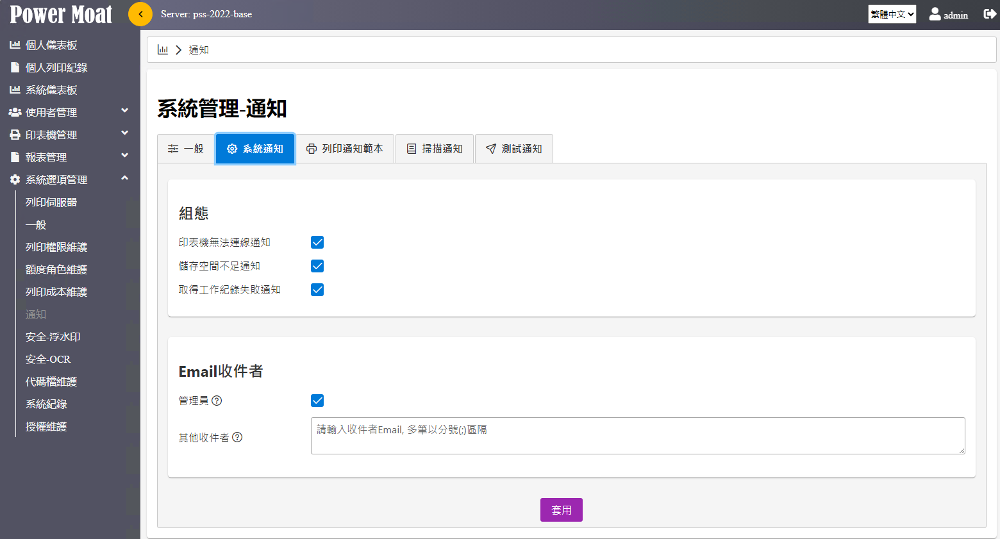 Power Moat
Server: pss-2022-base
繁體中文
admin
個人儀表板
個人列印紀錄
系統儀表板
使用者管理
印表機管理
報表管理
系統選項管理
列印伺服器
一般
列印權限維護
額度角色維護
列印成本維護
通知
安全-浮水印
安全-OCR
代碼檔維護
系統紀錄
授權維護
通知
系統管理-通知
一般
系統通知
列印通知範本
掃描通知
測試通知
組態
印表機無法連線通知
儲存空間不足通知
取得工作紀錄失敗通知
Email收件者
管理員
其他收件者
請輸入收件者Email, 多筆以分號(;)區隔
套用